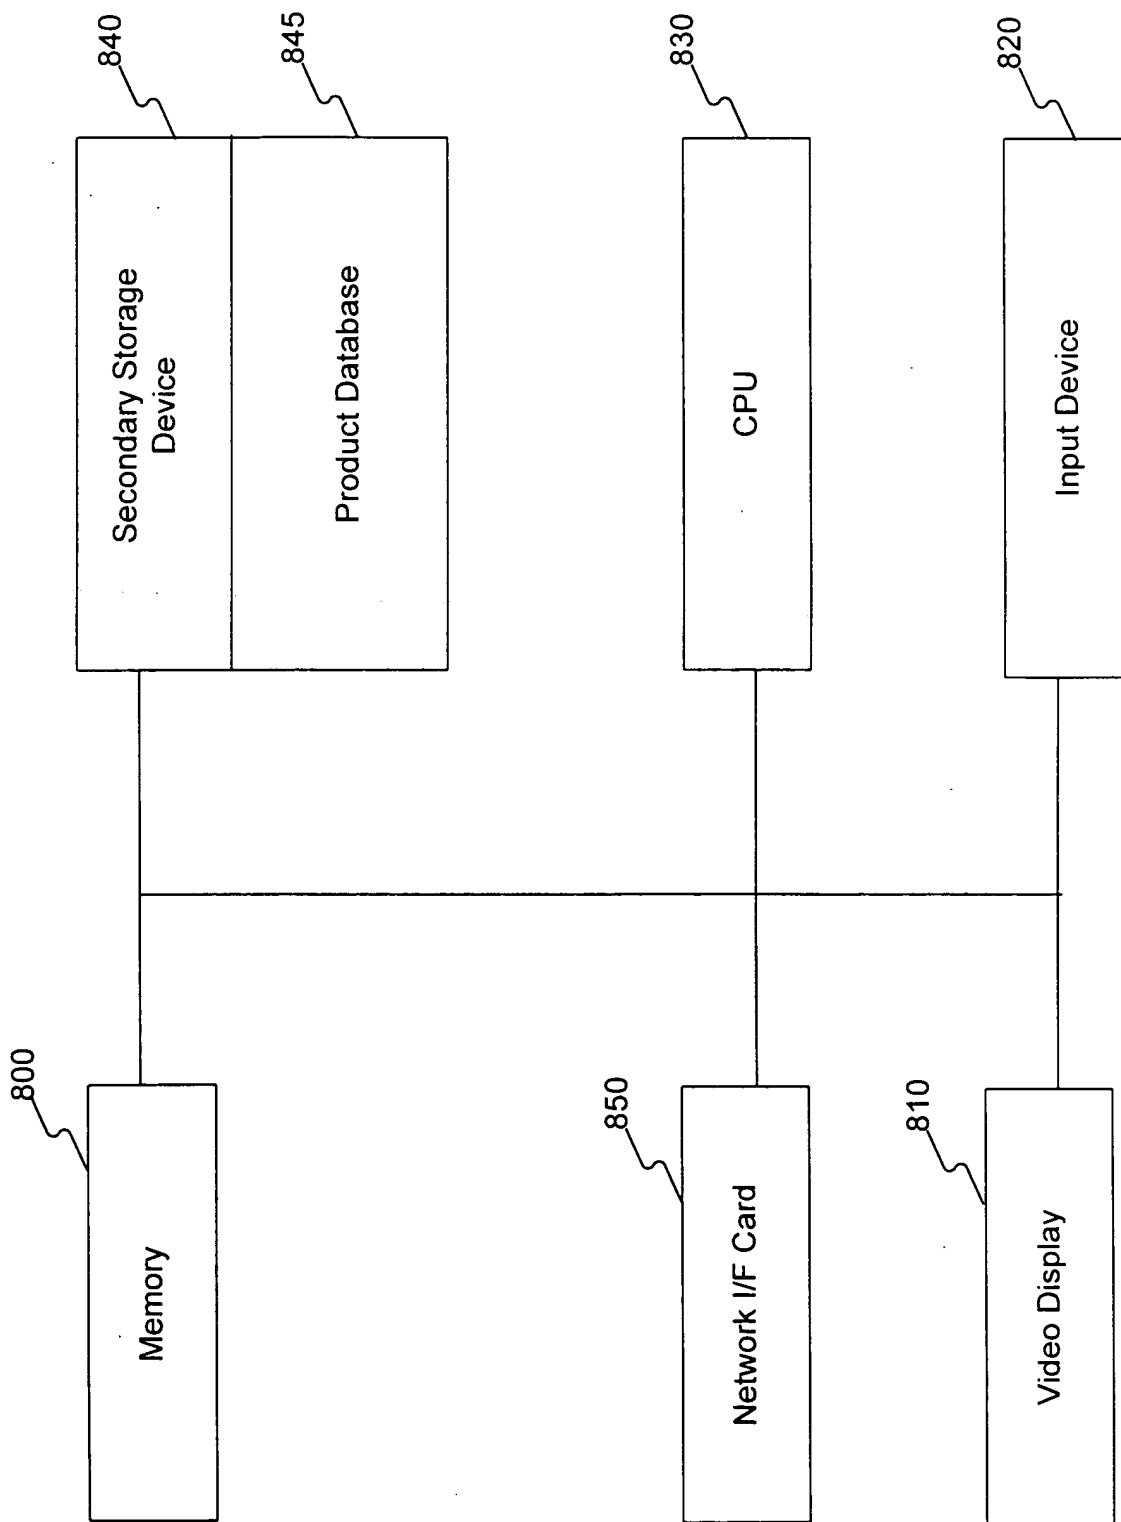 800
Memory
850
Network I/F Card
810
Video Display
840
Secondary Storage
Device
845
Product Database
830
CPU
820
Input Device